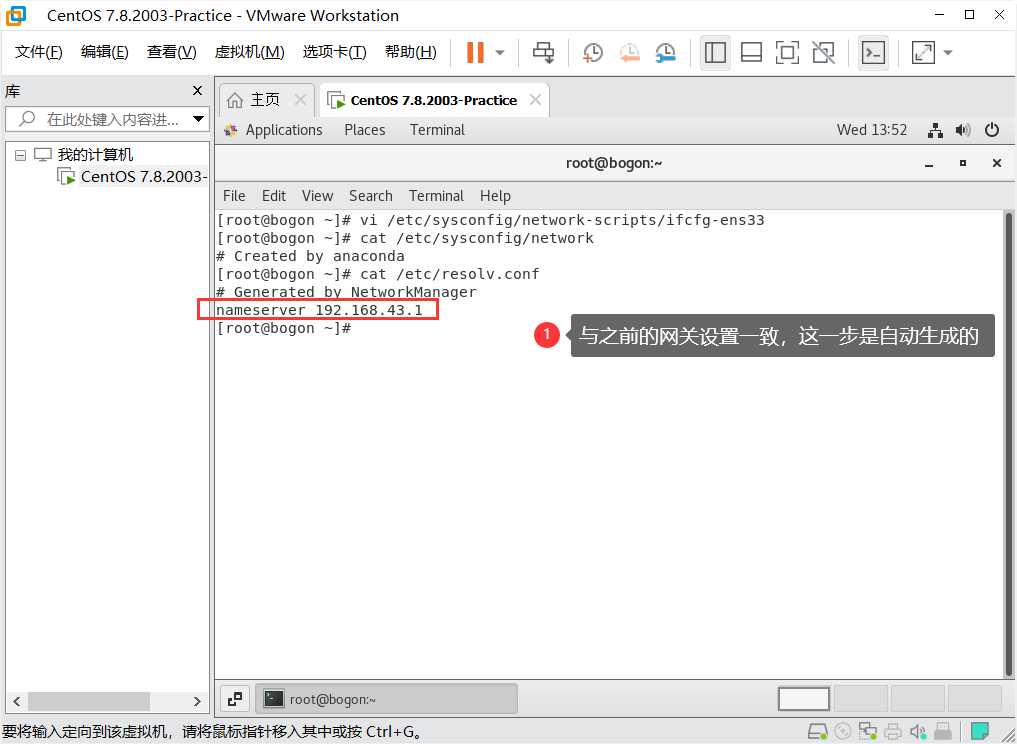 CentOS 7.8.2003-Practice - VMware Workstation
文件(F) 编辑(E) 查看(V) 虚拟机(M) 选项卡(T) 帮助(H)
库
在此处键入内容进...
我的计算机
CentOS 7.8.2003-
主页
CentOS 7.8.2003-Practice
Applications Places Terminal Wed 13:52
root@bogon:~
File Edit View Search Terminal Help
[root@bogon ~]# vi /etc/sysconfig/network-scripts/ifcfg-ens33
[root@bogon ~]# cat /etc/sysconfig/network
# Created by anaconda
[root@bogon ~]# cat /etc/resolv.conf
# Generated by NetworkManager
nameserver 192.168.43.1
[root@bogon ~]#
1 与之前的网关设置一致，这一步是自动生成的
root@bogon:~
要将输入定向到该虚拟机，请将鼠标指针移入其中或按 Ctrl+G。